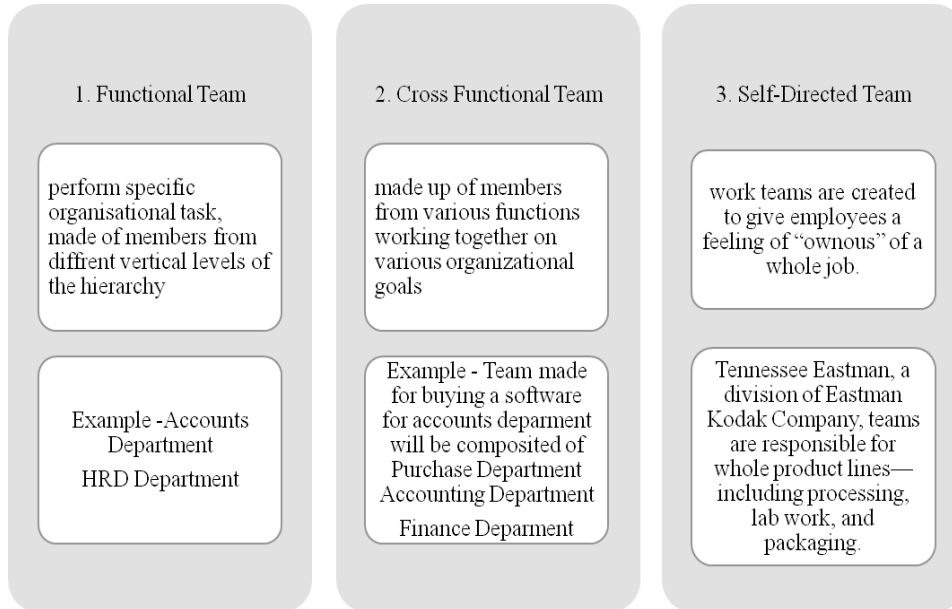 1. Functional Team
perform specific
organisational task,
made of members from
diffrent vertical levels of
the hierarchy
Example -Accounts
Department
HRD Department
2. Cross Functional Team
made up of members
from various functions
working together on
various organizational
goals
Example - Team made
for buying a software
for accounts deparment
will be composited of
Purchase Department
Accounting Department
Finance Deparment
3. Self-Directed Team
work teams are created
to give employees a
feeling of “ownous” of a
whole job.
Tennessee Eastman, a
division of Eastman
Kodak Company, teams
are responsible for
whole product lines—
including processing,
lab work, and
packaging.